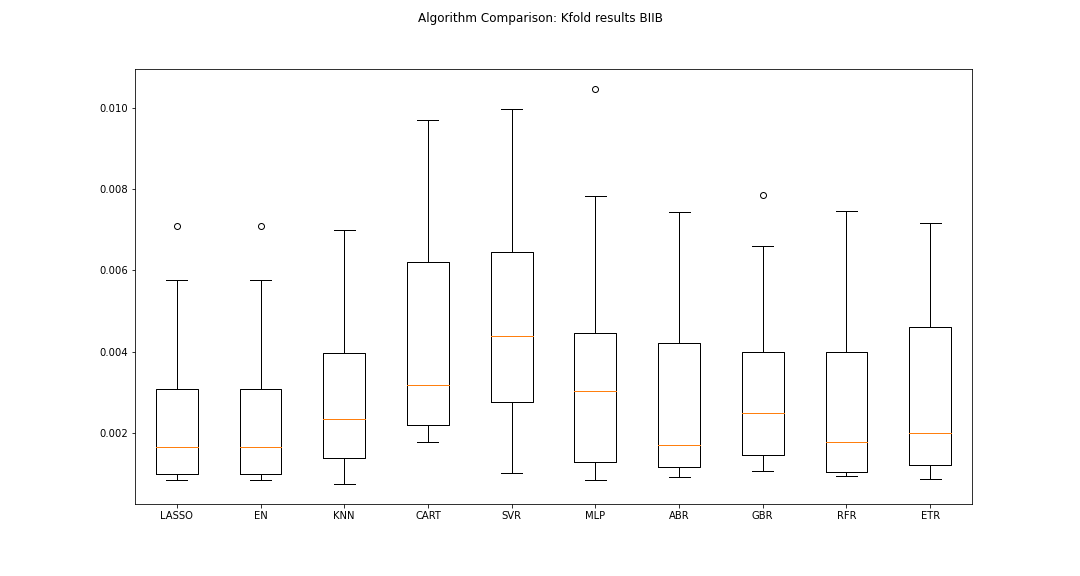 Algorithm Comparison: Kfold results BIIB
0.010
0.008
0.006
0.004
0.002
LASSO EN KNN CART SVR MLP ABR GBR RFR ETR